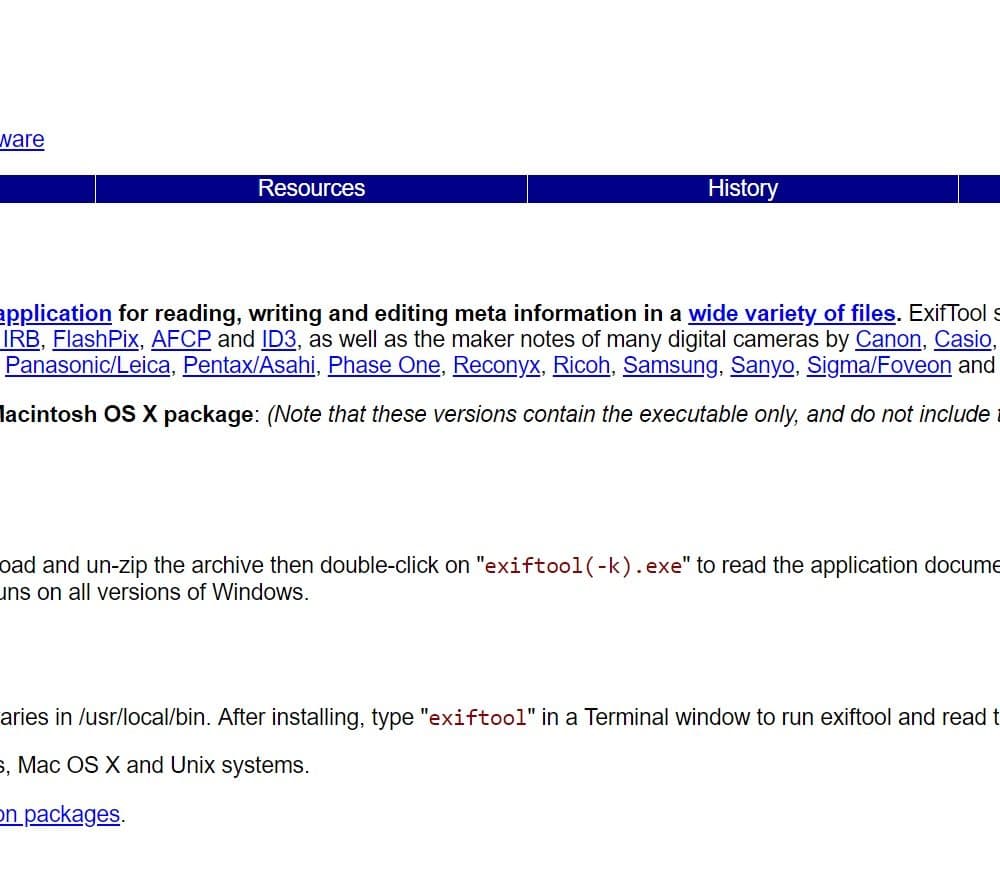 ware
Resources History
application for reading, writing and editing meta information in a wide variety of files. ExifTool
IRB, FlashPix, AFCP and ID3, as well as the maker notes of many digital cameras by Canon, Casio,
Panasonic/Leica, Pentax/Asahi, Phase One, Reconyx, Ricoh, Samsung, Sanyo, Sigma/Foveon and
Macintosh OS X package: (Note that these versions contain the executable only, and do not include
oad and un-zip the archive then double-click on "exiftool(-k).exe" to read the application docume
uns on all versions of Windows.
aries in /usr/local/bin. After installing, type "exiftool" in a Terminal window to run exiftool and read t
s, Mac OS X and Unix systems.
on packages.